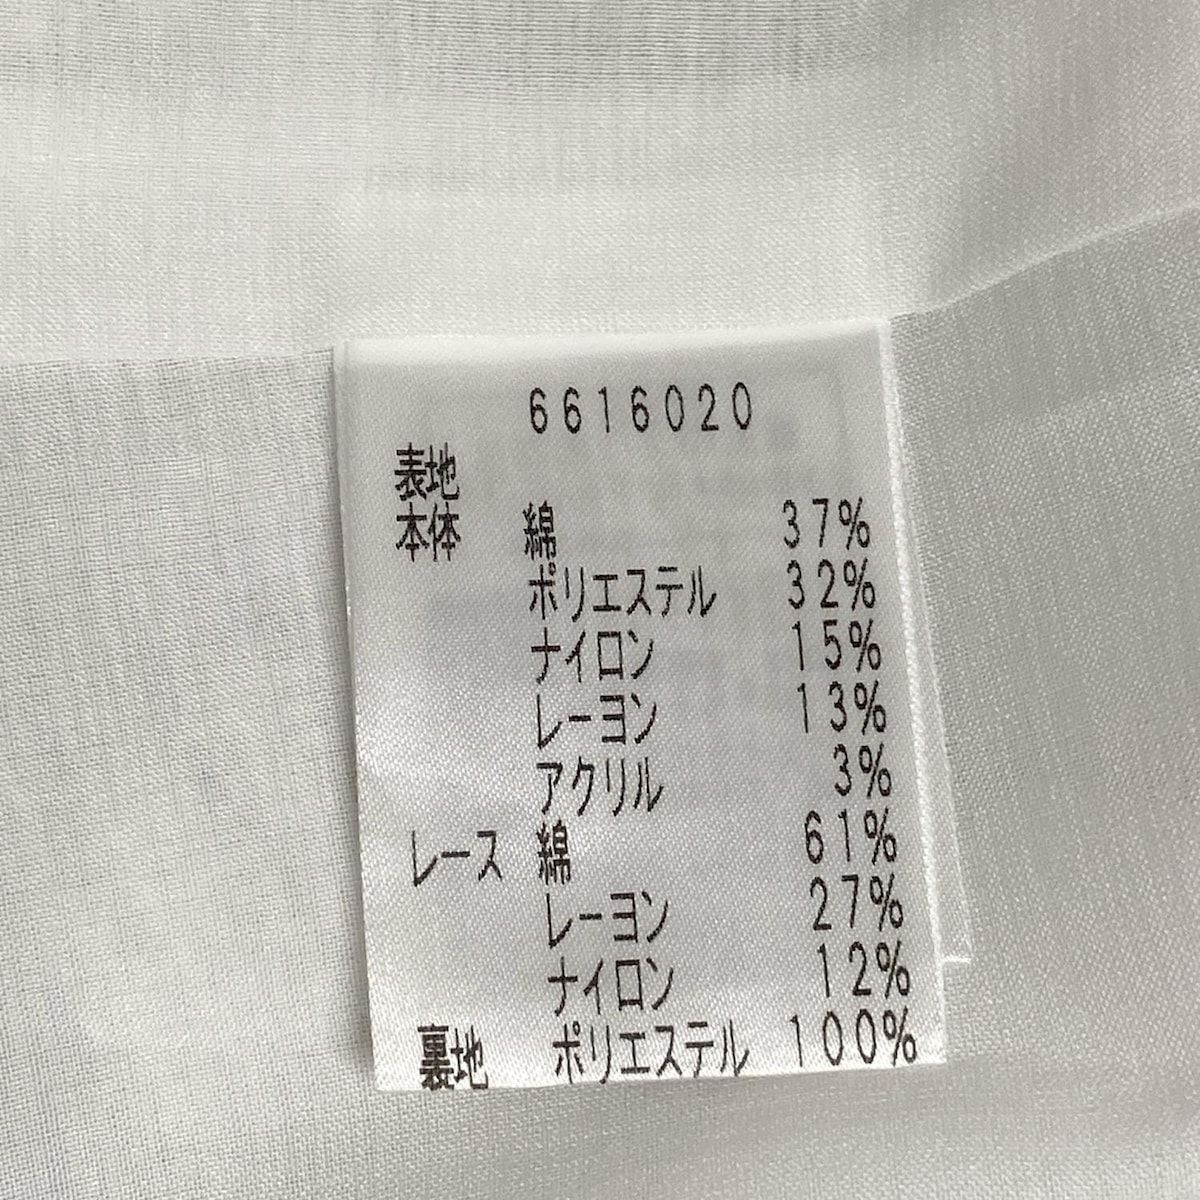 6616020
表地
本体 綿 37%
ポリエステル 32%
ナイロン 15%
レーヨン 13%
アクリル 3%
レース 綿 61%
レーヨン 27%
ナイロン 12%
裏地 ポリエステル 100%